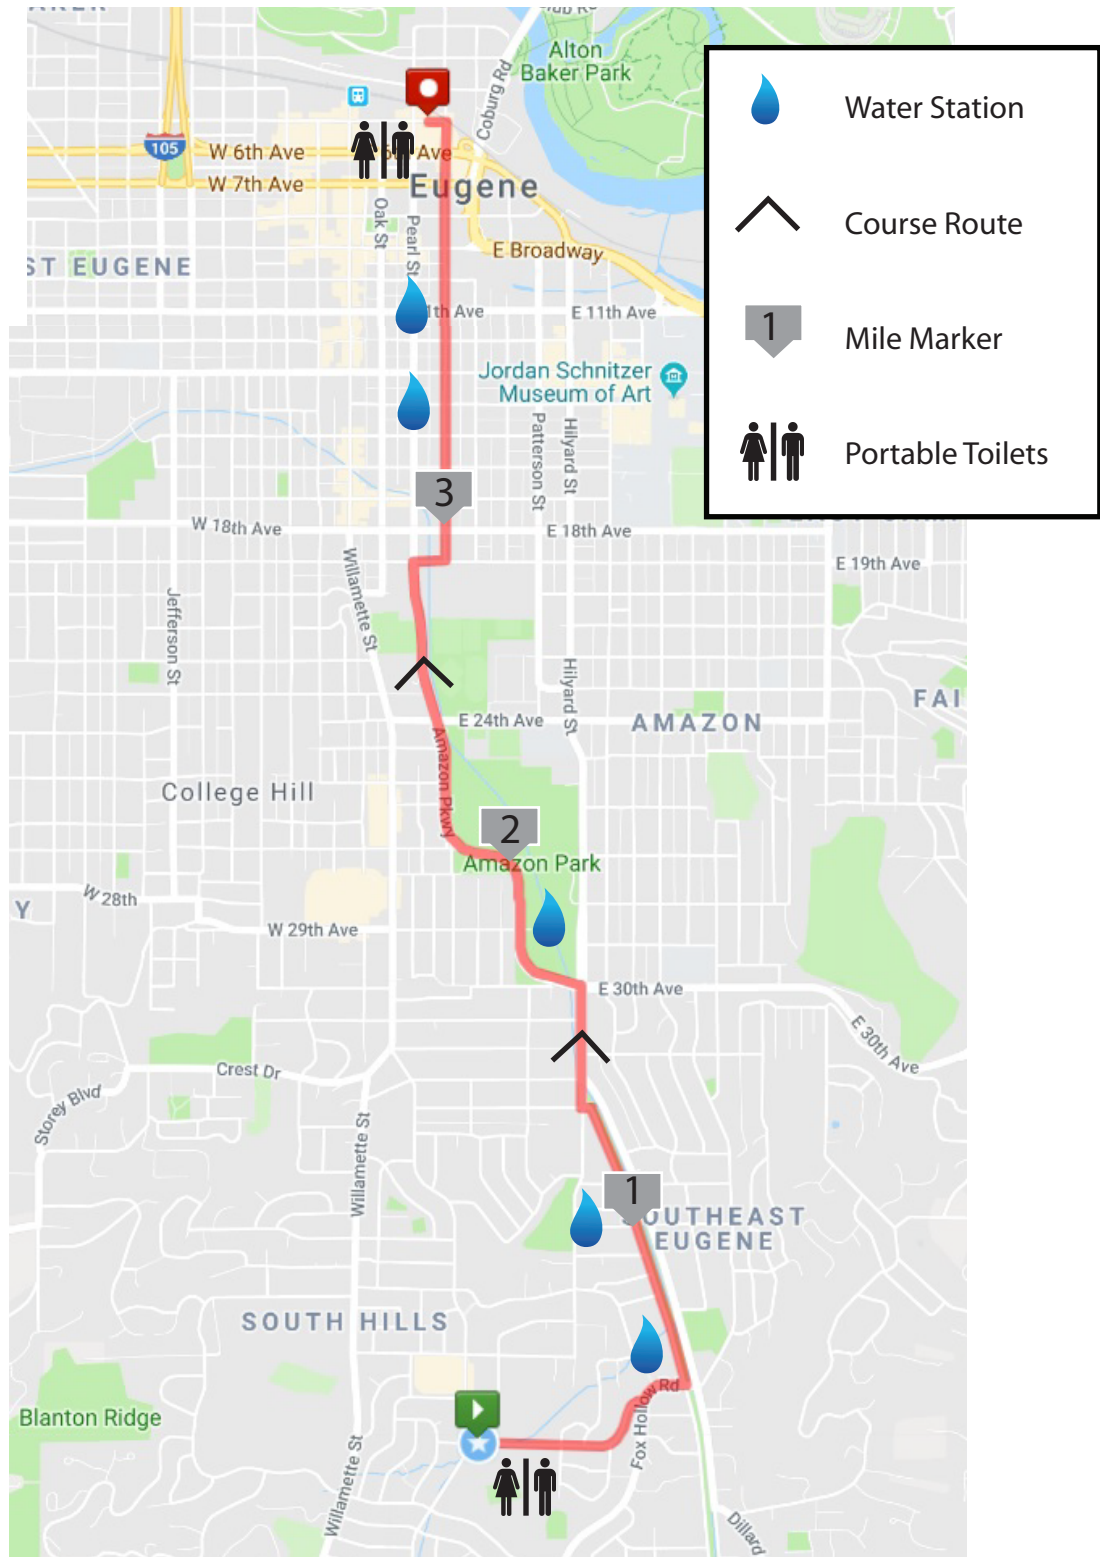 Alton
Baker Park
Coburg Rd
105
W 6th Ave
Ave
W 7th Ave
Eugene
Oak St
Pearl St
E Broadway
ST EUGENE
1th Ave
E 11th Ave
Jordan Schnitzer
Museum of Art
Patterson St
Hilyard St
3
W 18th Ave
E 18th Ave
E 19th Ave
Willamette St
Jefferson St
Hilyard St
FAI
E 24th Ave
AMAZON
Amazon Pkwy
College Hill
2
Amazon Park
W 28th
Y
W 29th Ave
E 30th Ave
E 30th Ave
Crest Dr
Storey Blvd
Willamette St
1
SOUTHEAST
EUGENE
SOUTH HILLS
Fox Hollow Rd
Blanton Ridge
Willamette St
Dillard
Water Station
Course Route
1
Mile Marker
Portable Toilets